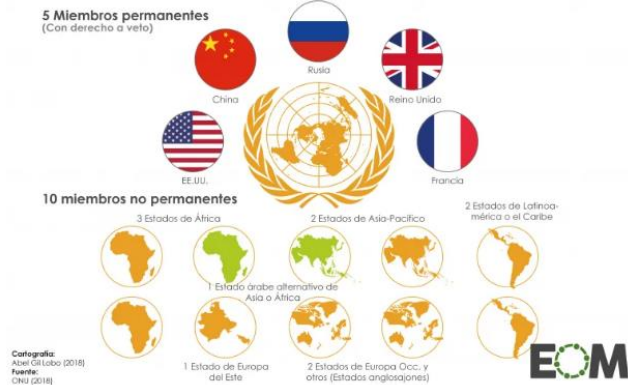 5 Miembros permanentes
(Con derecho a veto)
Rusia
China
Reino Unido
EE.UU.
Francia
10 miembros no permanentes
3 Estados de África
2 Estados de Asia-Pacífico
2 Estados de Latinoa-
mérica o el Caribe
1 Estado árabe alternativo de
Asia o África
1 Estado de Europa
del Este
2 Estados de Europa Occ. y
otros (Estados anglosajones)
Cartografía:
Abel Gil Lobo (2018)
Fuente:
ONU (2018)
EOM